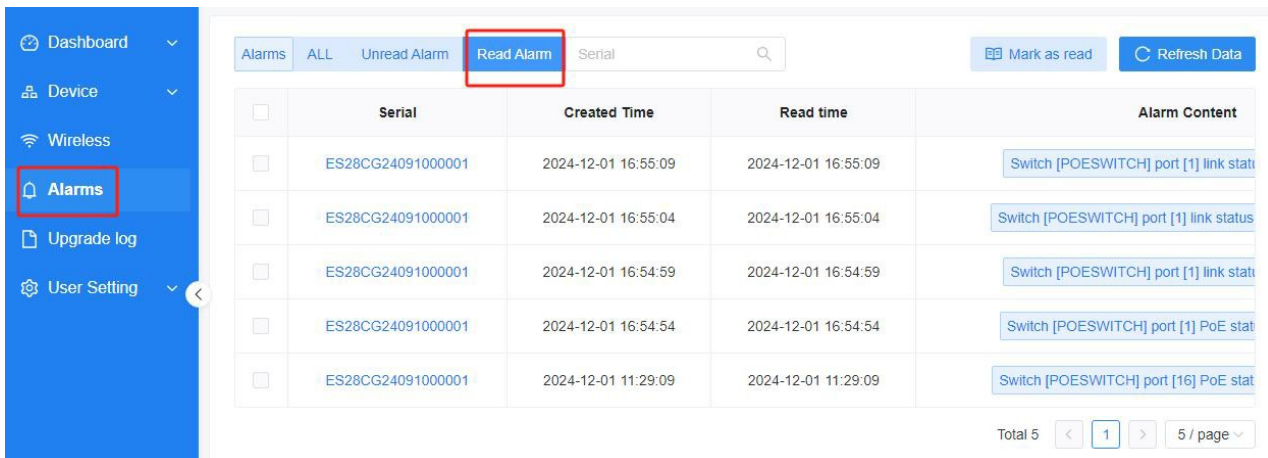 Dashboard
Device
Wireless
Alarms
Upgrade log
User Setting
Alarms ALL Unread Alarm Read Alarm Serial Mark as read Refresh Data
Serial Created Time Read time Alarm Content
ES28CG24091000001 2024-12-01 16:55:09 2024-12-01 16:55:09 Switch [POESWITCH] port [1] link
ES28CG24091000001 2024-12-01 16:55:04 2024-12-01 16:55:04 Switch [POESWITCH] port [1] link status
ES28CG24091000001 2024-12-01 16:54:59 2024-12-01 16:54:59 Switch [POESWITCH] port [1] link
ES28CG24091000001 2024-12-01 16:54:54 2024-12-01 16:54:54 Switch [POESWITCH] port [1] PoE
ES28CG24091000001 2024-12-01 11:29:09 2024-12-01 11:29:09 Switch [POESWITCH] port [16] PoE
Total 5 < 1 > 5 / page